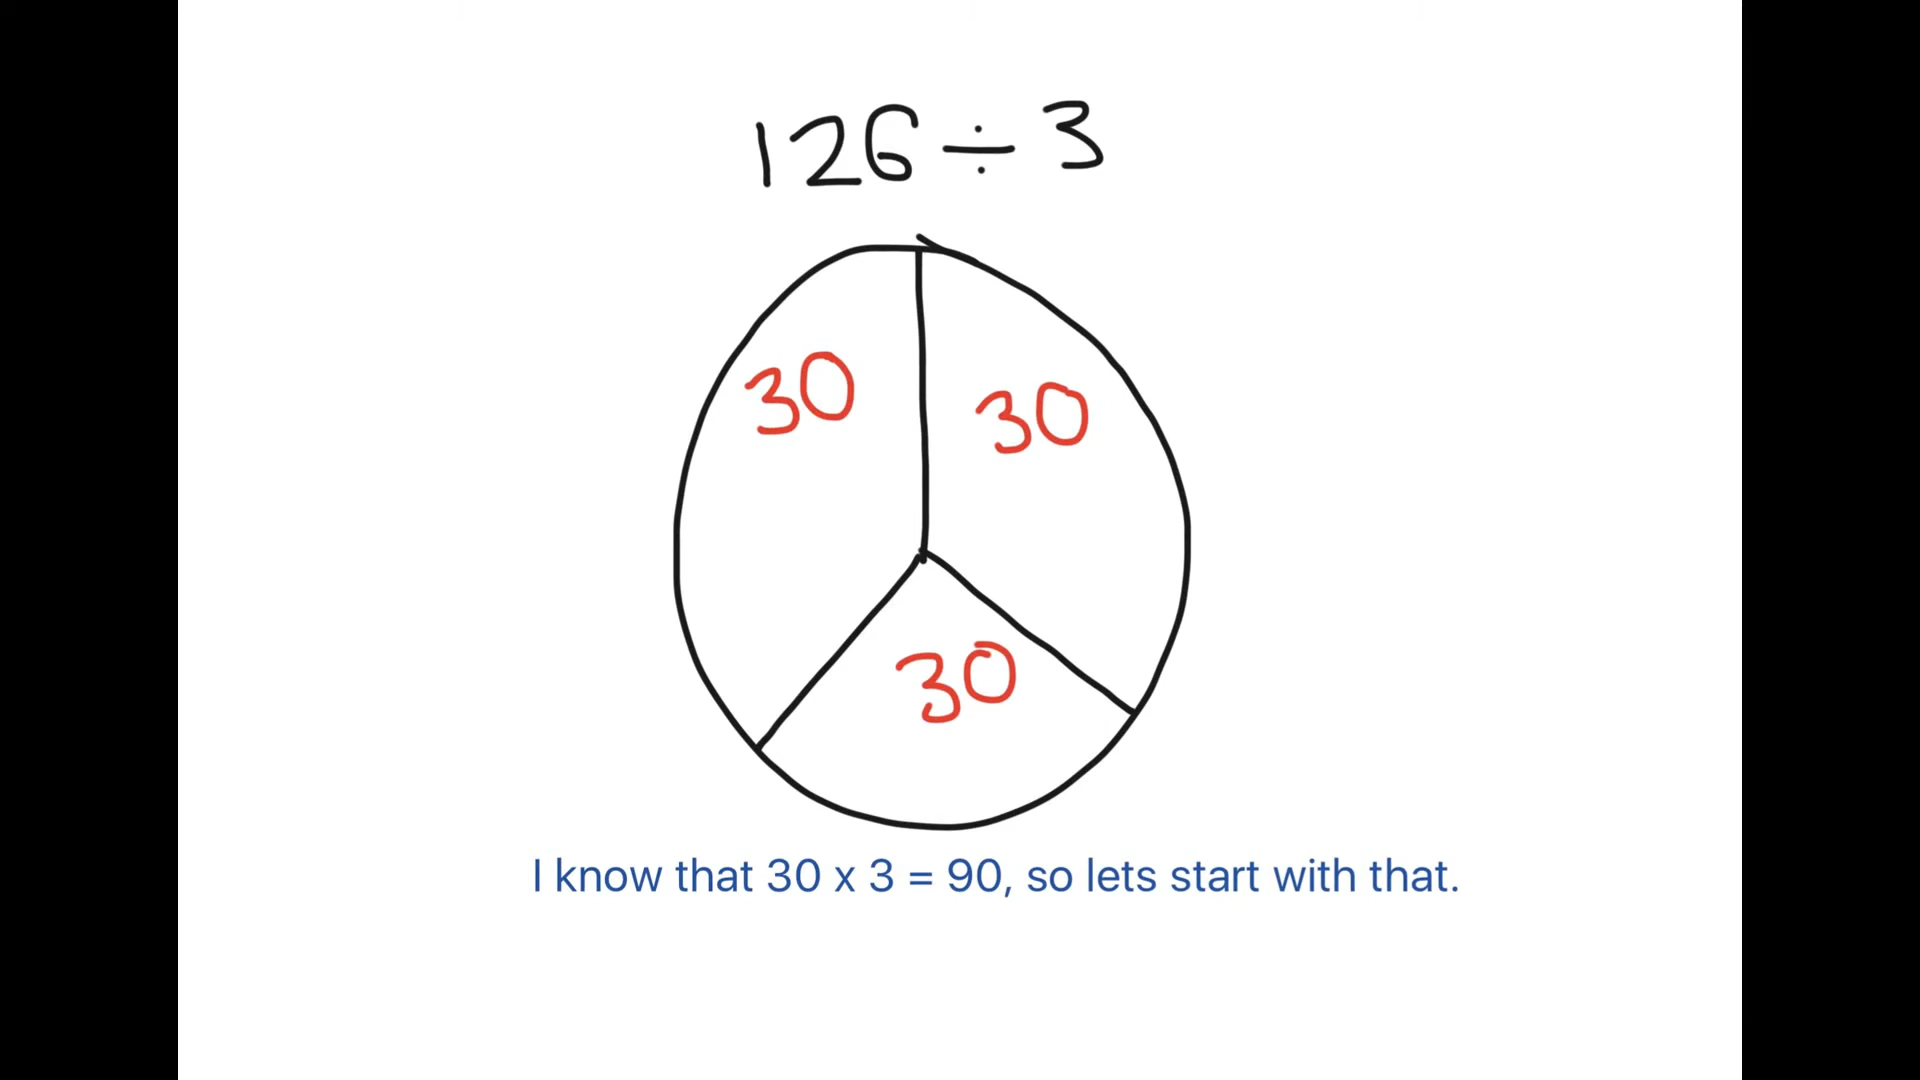 126 ÷ 3
30
30
30
I know that 30 x 3 = 90, so lets start with that.